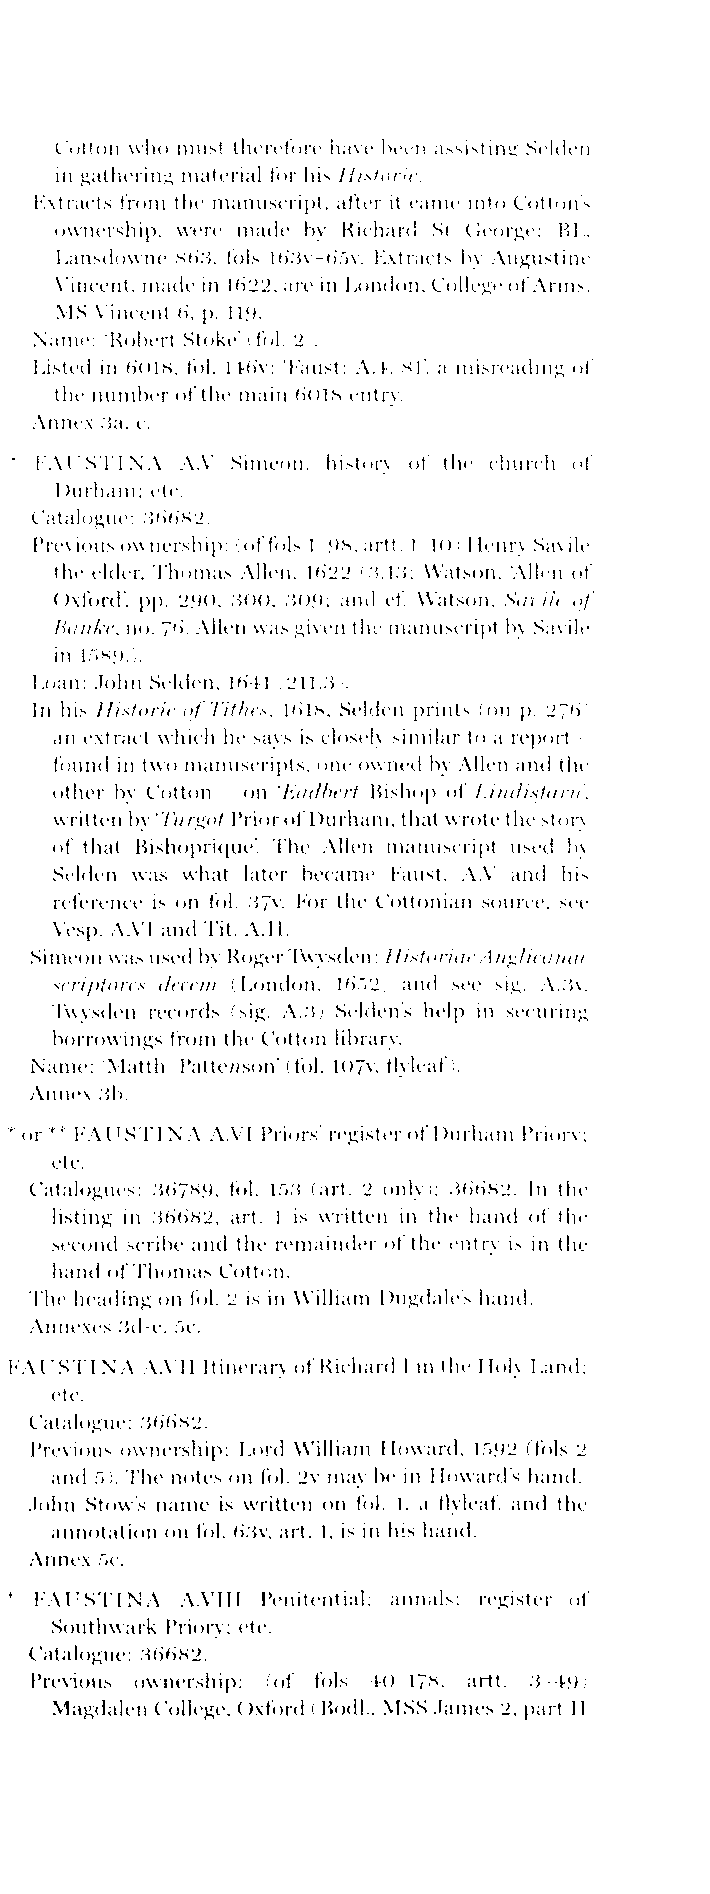 Cotton who must therefore have been assisting Selden
in gathering material for his Historie.
Extracts from the manuscript, after it came into Cotton's
ownership, were made by Richard St George: BL,
Lansdowne 863, fols 163v–65v. Extracts by Augustine
Vincent, made in 1622, are in London, College of Arms,
MS Vincent 6, p. 119.
Name: 'Robert Stoke' (fol. 2).
Listed in 6018, fol. 146v: 'Faust: A.4. 81', a misreading of
the number of the main 6018 entry.
Annex 3a, c.
* FAUSTINA A.V Simeon, history of the church of
Durham; etc.
Catalogue: 36682.
Previous ownership: (of fols 1–98, artt. 1–10) Henry Savile
the elder, Thomas Allen, 1622 (3.13; Watson, 'Allen of
Oxford', pp. 290, 300, 309; and cf. Watson, Savile of
Banke, no. 76. Allen was given the manuscript by Savile
in 1589.).
Loan: John Selden, 1641 (211.3).
In his Historie of Tithes, 1618, Selden prints (on p. 276)
an extract which he says is closely similar to a report –
found in two manuscripts, one owned by Allen and the
other by Cotton – on 'Eadbert Bishop of Lindisfarn',
written by 'Turgot Prior of Durham, that wrote the story
of that Bishoprique'. The Allen manuscript used by
Selden was what later became Faust. A.V and his
reference is on fol. 37v. For the Cottonian source, see
Vesp. A.VI and Tit. A.II.
Simeon was used by Roger Twysden: Historiae Anglicanae
scriptores decem (London, 1652) and see sig. A.3v.
Twysden records (sig. A.3) Selden's help in securing
borrowings from the Cotton library.
Name: 'Matth Pattenson' (fol. 107v, flyleaf).
Annex 3b.
* or ** FAUSTINA A.VI Priors' register of Durham Priory;
etc.
Catalogues: 36789, fol. 153 (art. 2 only); 36682. In the
listing in 36682, art. 1 is written in the hand of the
second scribe and the remainder of the entry is in the
hand of Thomas Cotton.
The heading on fol. 2 is in William Dugdale's hand.
Annexes 3d-e, 5c.
FAUSTINA A.VII Itinerary of Richard I in the Holy Land;
etc.
Catalogue: 36682.
Previous ownership: Lord William Howard, 1592 (fols 2
and 5). The notes on fol. 2v may be in Howard's hand.
John Stow's name is written on fol. 1, a flyleaf, and the
annotation on fol. 63v, art. 1, is in his hand.
Annex 5c.
* FAUSTINA A.VIII Penitential; annals; register of
Southwark Priory; etc.
Catalogue: 36682.
Previous ownership: (of fols 40–178, artt. 3–49)
Magdalen College, Oxford (Bodl., MSS James 2, part II